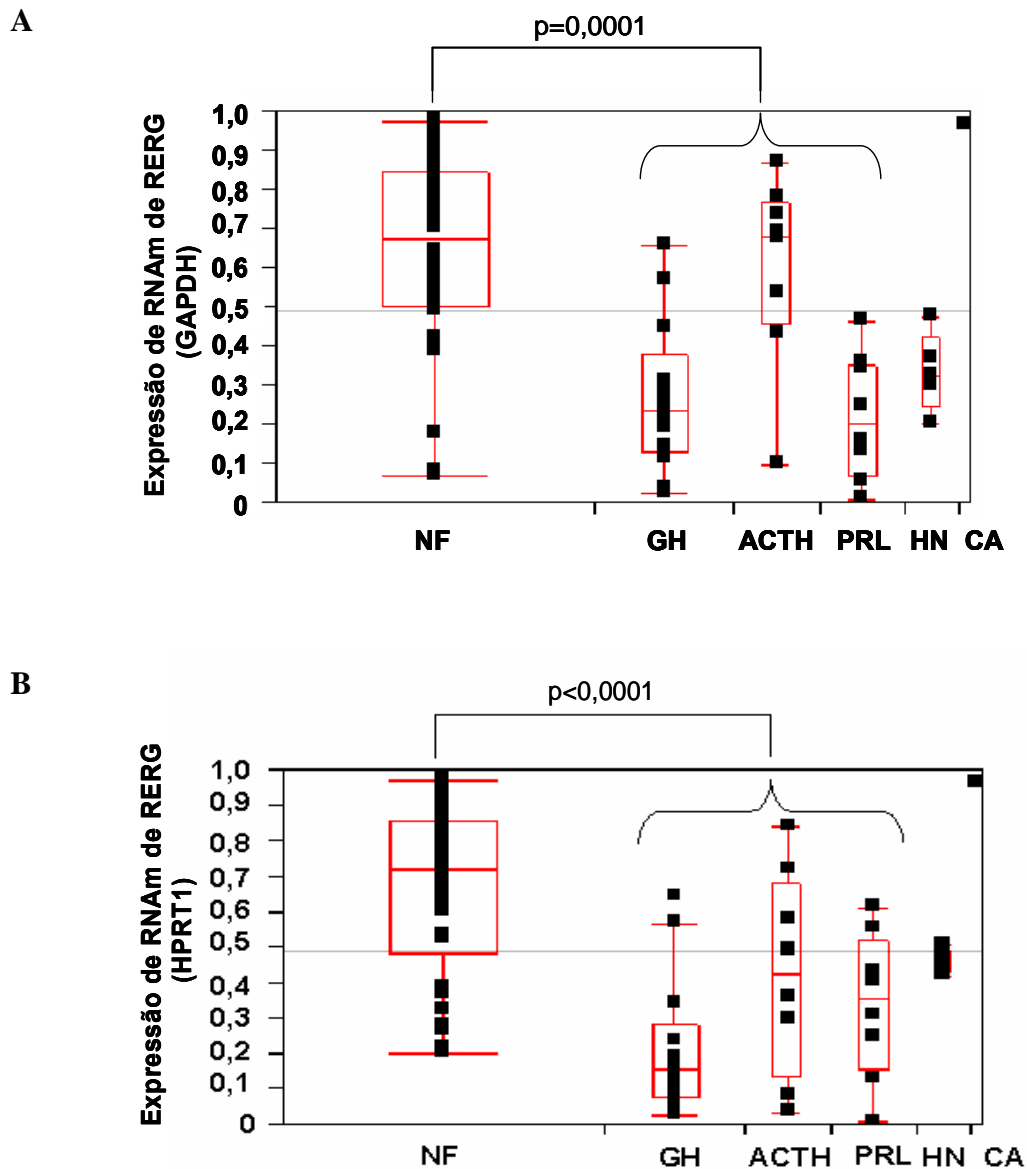 A
p=0,0001
Expressão de RNAm de RERG
(GAPDH)
1,0
0,9
0,8
0,7
0,6
0,5
0,4
0,3
0,2
0,1
0
NF GH ACTH PRL HN CA
B
p<0,0001
Expressão de RNAm de RERG
(HPRT1)
1,0
0,9
0,8
0,7
0,6
0,5
0,4
0,3
0,2
0,1
0
NF GH ACTH PRL HN CA